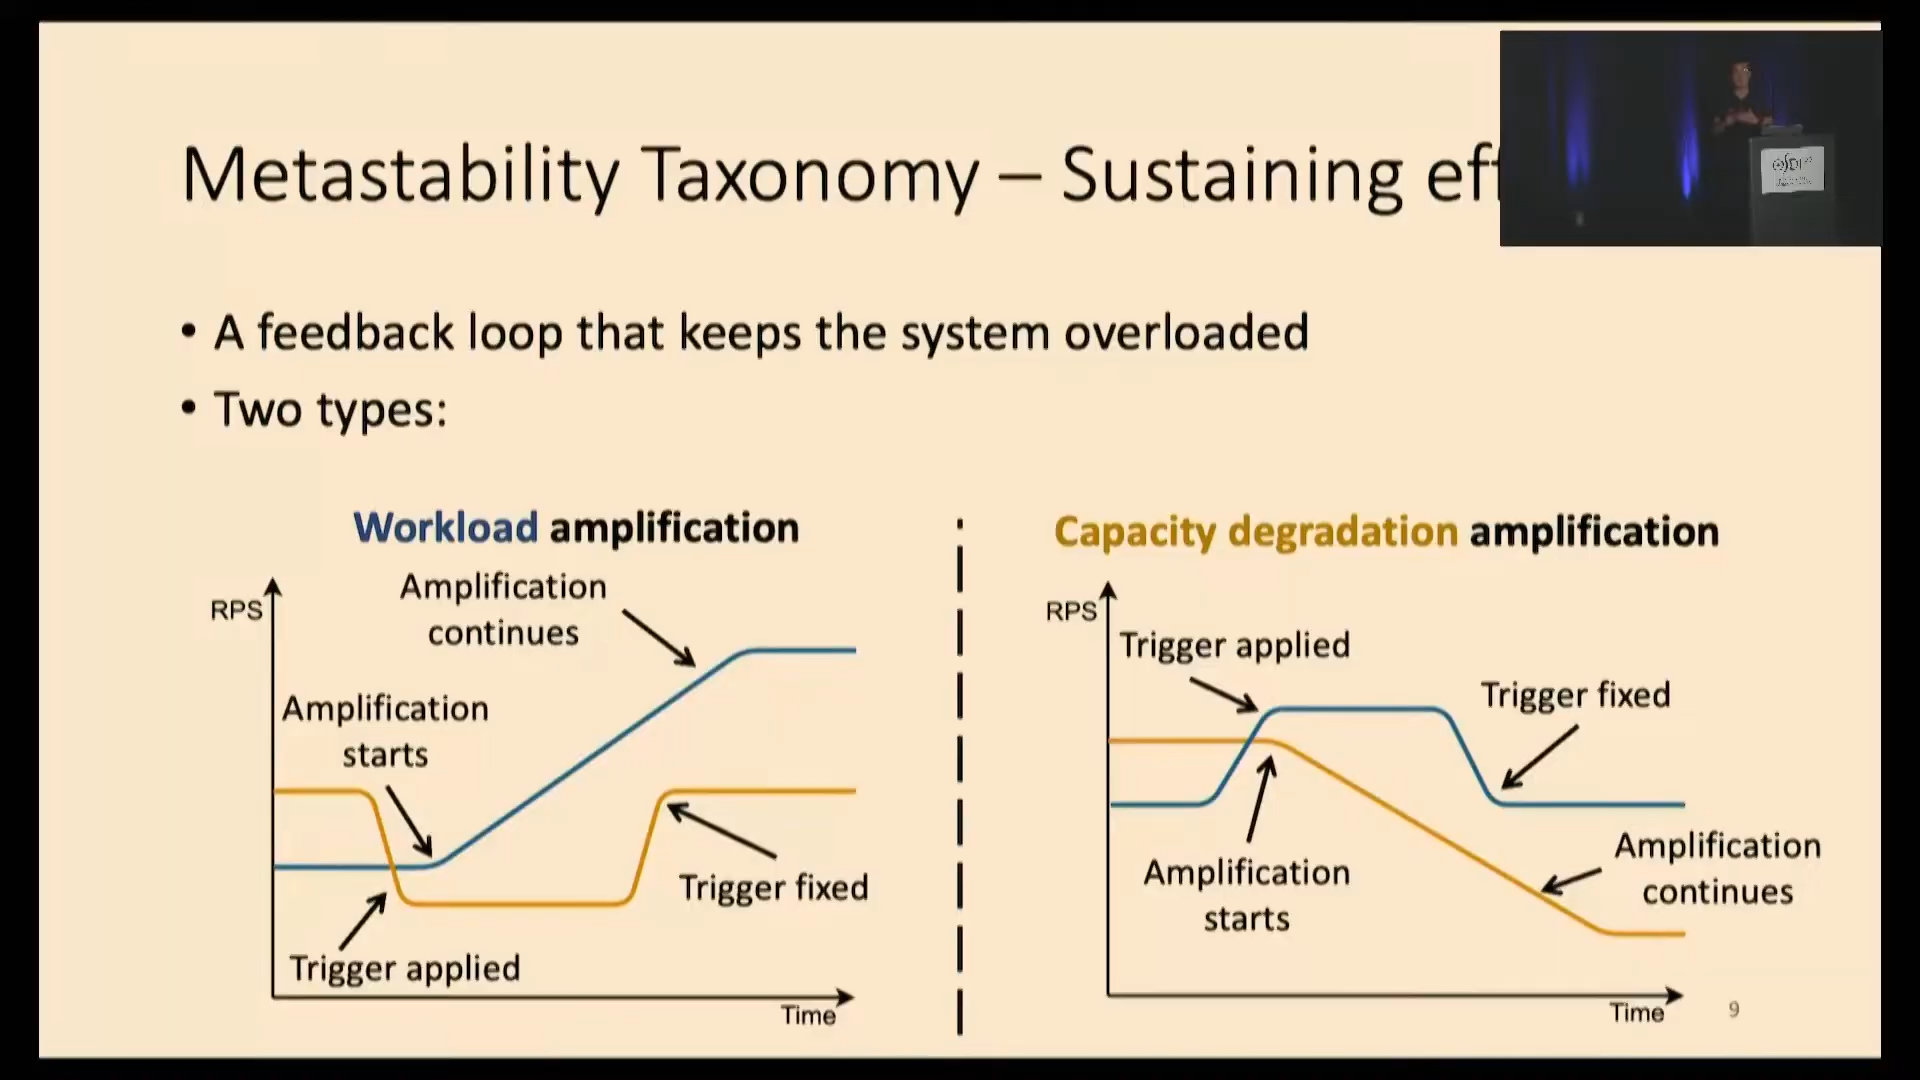 Metastability Taxonomy – Sustaining eff
• A feedback loop that keeps the system overloaded
• Two types:
Workload amplification
RPS
Amplification
continues
Amplification
starts
Trigger fixed
Trigger applied
Time
Capacity degradation amplification
RPS
Trigger applied
Trigger fixed
Amplification
starts
Amplification
continues
Time
9